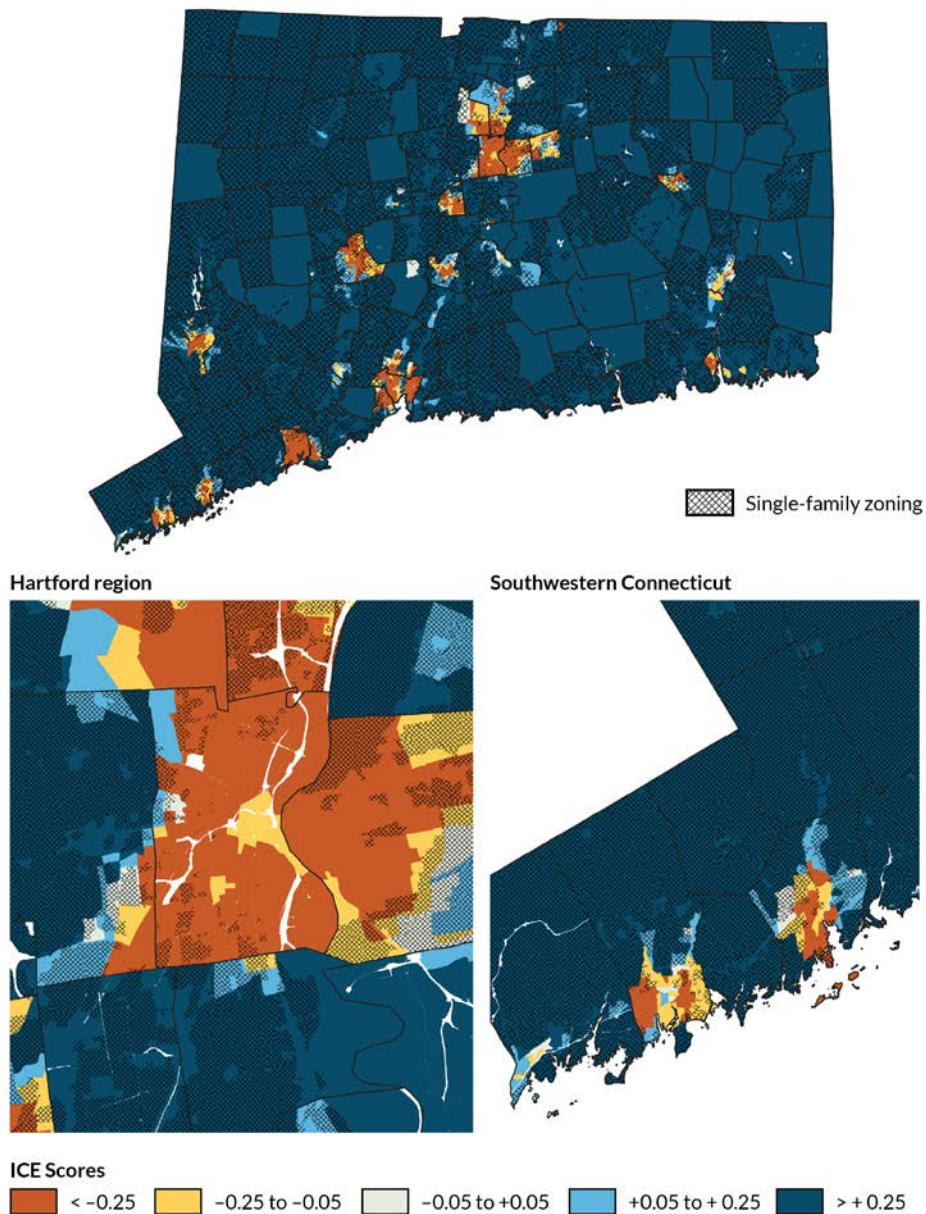 Single-family zoning
Hartford region
Southwestern Connecticut
ICE Scores
< −0.25
−0.25 to −0.05
−0.05 to +0.05
+0.05 to + 0.25
> + 0.25